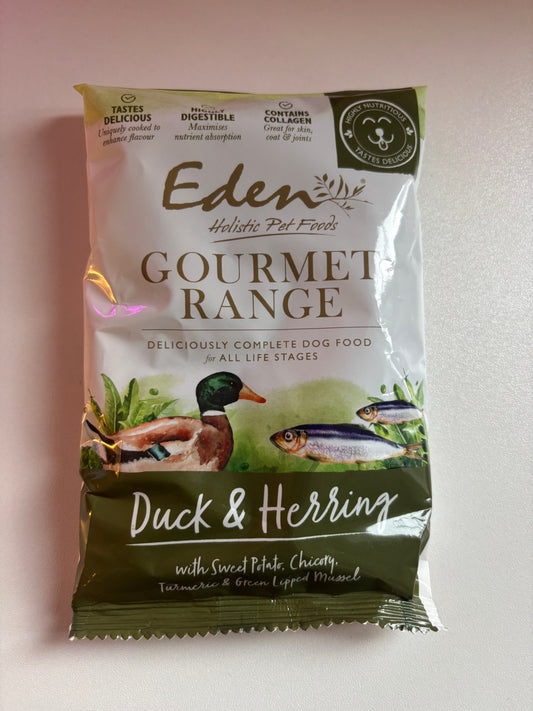 TASTES
DELICIOUS
Uniquely cooked to
enhance flavour
HIGHLY
DIGESTIBLE
Maximises
nutrient absorption
CONTAINS
COLLAGEN
Great for skin,
coat & joints
HIGHLY NUTRITIOUS
TASTES DELICIOUS
Eden®
Holistic Pet Foods
GOURMET
RANGE
DELICIOUSLY COMPLETE DOG FOOD
for ALL LIFE STAGES
Duck & Herring
with Sweet Potato, Chicory,
Turmeric & Green Lipped Mussel